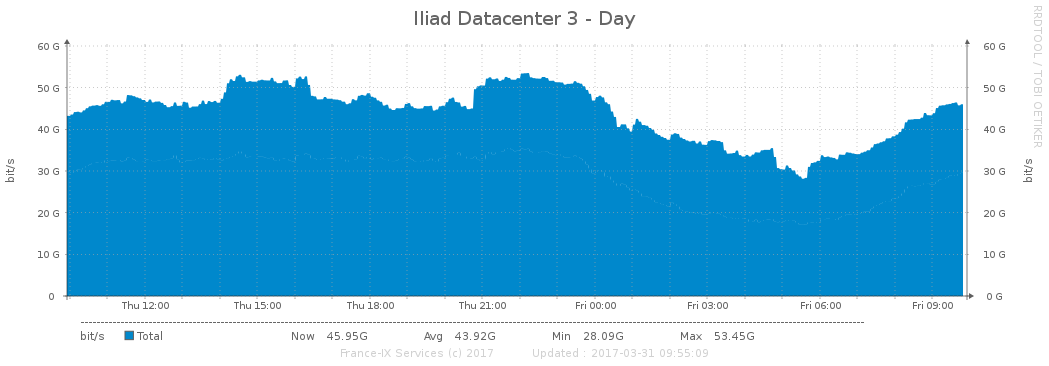 Iliad Datacenter 3 - Day
RRDTOOL / TOBI OETIKER
60 G 60 G
50 G 50 G
40 G 40 G
30 G 30 G
20 G 20 G
10 G 10 G
0 0 G
bit/s bit/s
Thu 12:00 Thu 15:00 Thu 18:00 Thu 21:00 Fri 00:00 Fri 03:00 Fri 06:00 Fri 09:00
bit/s Total Now 45.95G Avg 43.92G Min 28.09G Max 53.45G
France-IX Services (c) 2017 Updated : 2017-03-31 09:55:09